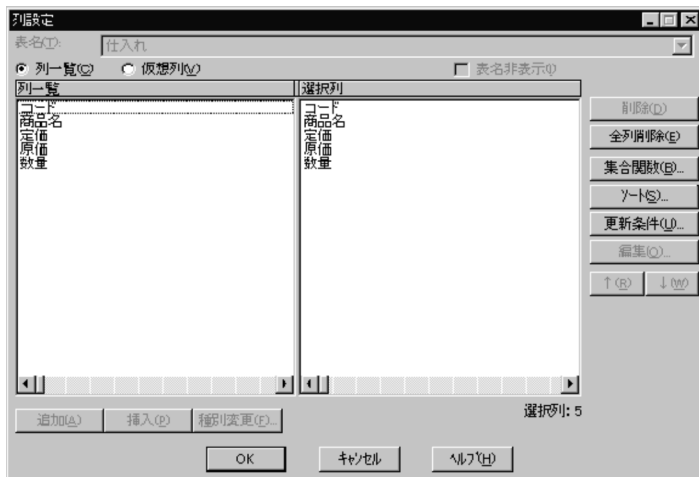 列設定
表名(T): 仕入れ
列一覧(C) 仮想列(V) 表名非表示(I)
列一覧 選択列
コード コード 削除(D)
商品名 商品名
定価 定価 全列削除(E)
原価 原価
数量 数量 集合関数(B)...
ソート(S)...
更新条件(U)...
編集(O)...
↑(R) ↓(W)
選択列: 5
追加(A) 挿入(P) 種別変更(F)...
OK キャンセル ヘルプ(H)